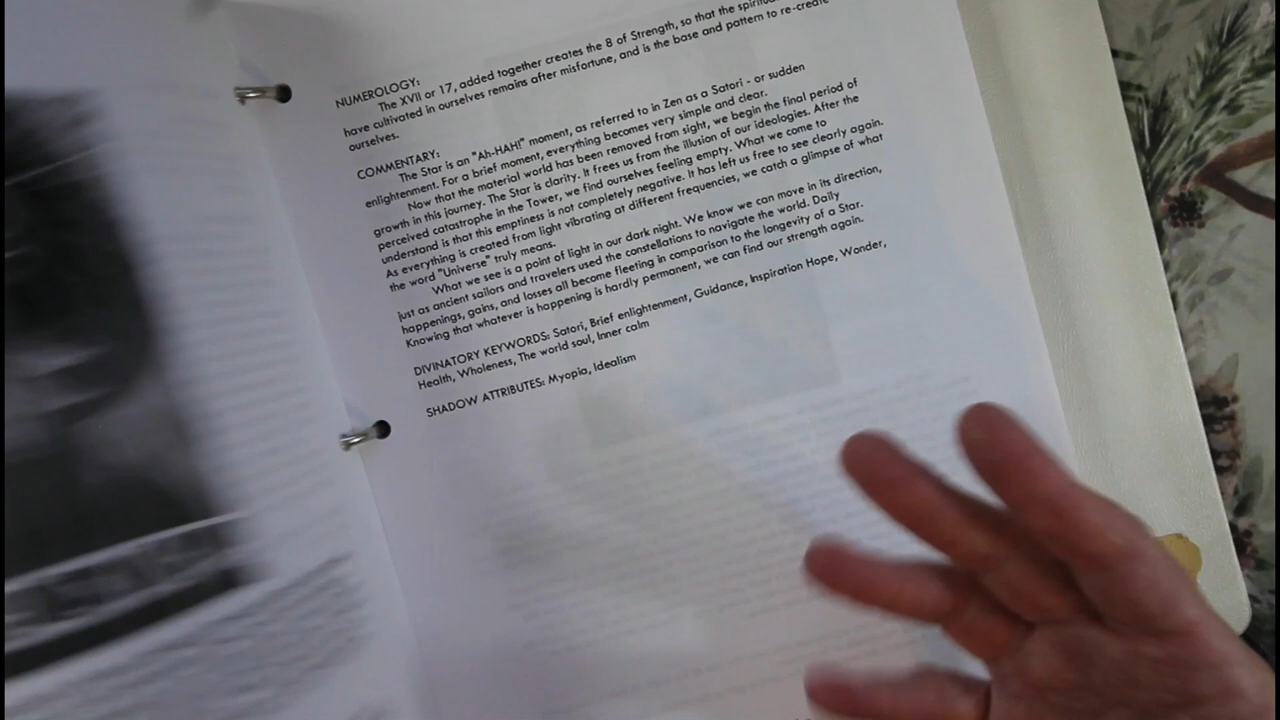 NUMEROLOGY:
The XVII or 17, added together creates the 8 of Strength, so that the
have cultivated in ourselves remains after misfortune, and is the base and pattern to re-create
ourselves.
COMMENTARY:
The Star is an "Ah-HAH!" moment, as referred to in Zen as a Satori - or sudden
enlightenment. For a brief moment, everything becomes very simple and clear.
Now that the material world has been removed from sight, we begin the final period of
growth in this journey. The Star is clarity. It frees us from the illusion of our ideologies. After the
perceived catastrophe in the Tower, we find ourselves feeling empty. What we come to
understand is that this emptiness is not completely negative. It has left us free to see clearly again.
As everything is created from light vibrating at different frequencies, we catch a glimpse of what
the word "Universe" truly means.
What we see is a point of light in our dark night. We know we can move in its direction,
just as ancient sailors and travelers used the constellations to navigate the world. Daily
happenings, gains, and losses all become fleeting in comparison to the longevity of a Star.
Knowing that whatever is happening is hardly permanent, we can find our strength again.
DIVINATORY KEYWORDS: Satori, Brief enlightenment, Guidance, Inspiration Hope, Wonder,
Health, Wholeness, The world soul, Inner calm
SHADOW ATTRIBUTES: Myopia, Idealism